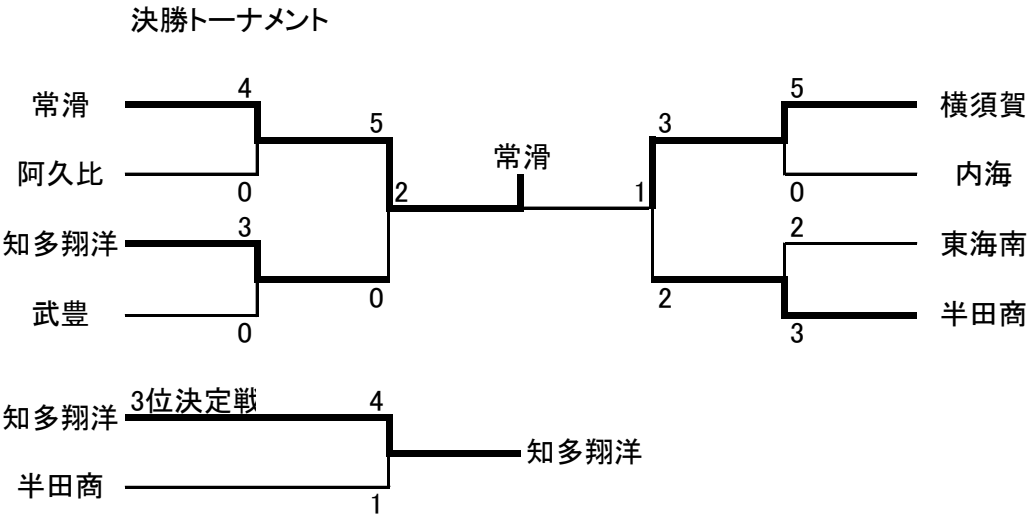 決勝トーナメント
4
5
常滑
横須賀
5
3
常滑
阿久比
内海
2
1
0
0
3
2
知多翔洋
東海南
0
2
武豊
半田商
0
3
3位決定戦
4
知多翔洋
知多翔洋
半田商
1